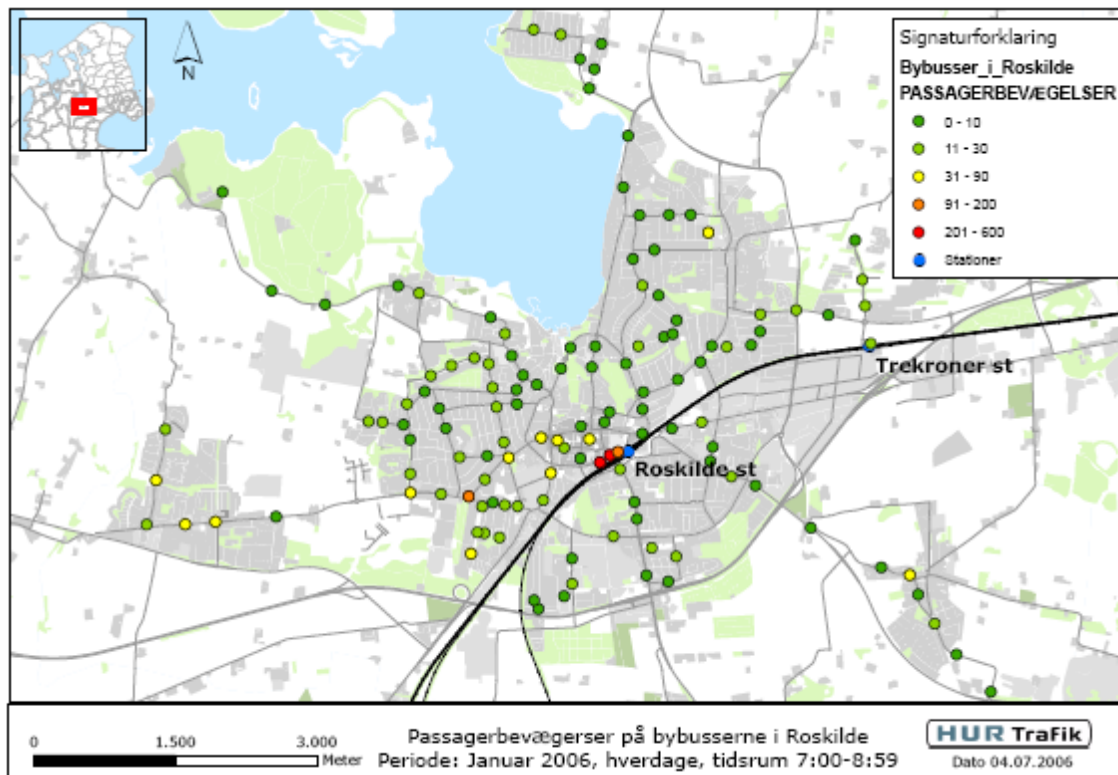 N
Signaturforklaring
Bybusser_i_Roskilde
PASSAGERBEVÆGELSER
0 - 10
11 - 30
31 - 90
91 - 200
201 - 600
Stationer
Trekroner st
Roskilde st
0 1.500 3.000
Meter
Passagerbevægerser på bybusserne i Roskilde
Periode: Januar 2006, hverdage, tidsrum 7:00-8:59
HUR TraFik
Dato 04.07.2006